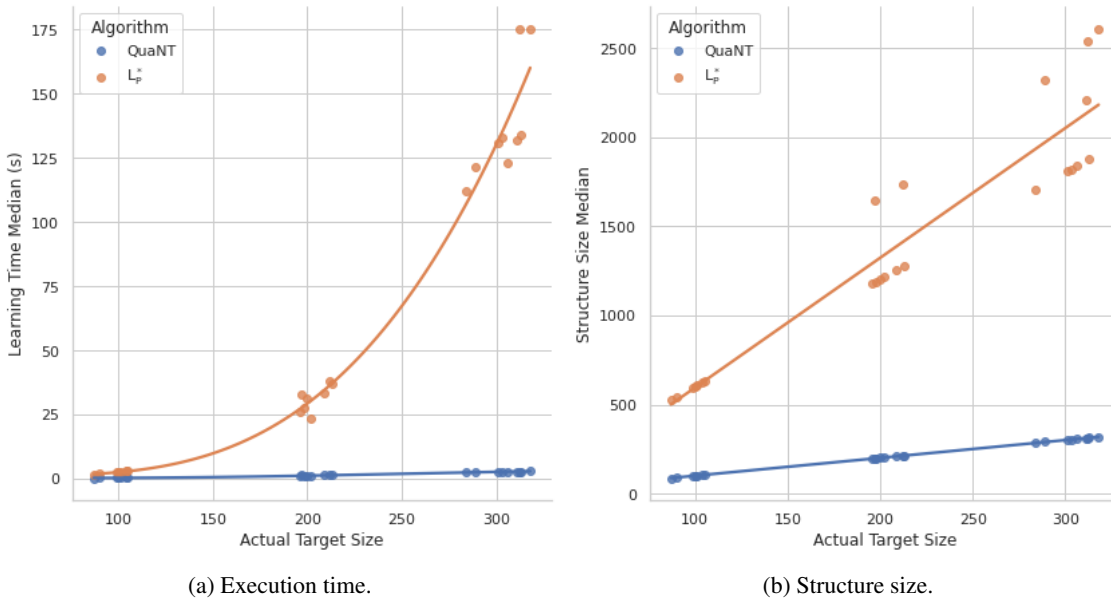 Algorithm
QuaNT
L*P
175
150
125
100
75
50
25
0
Learning Time Median (s)
100
150
200
250
300
Actual Target Size
(a) Execution time.
Algorithm
QuaNT
L*P
2500
2000
1500
1000
500
0
Structure Size Median
100
150
200
250
300
Actual Target Size
(b) Structure size.